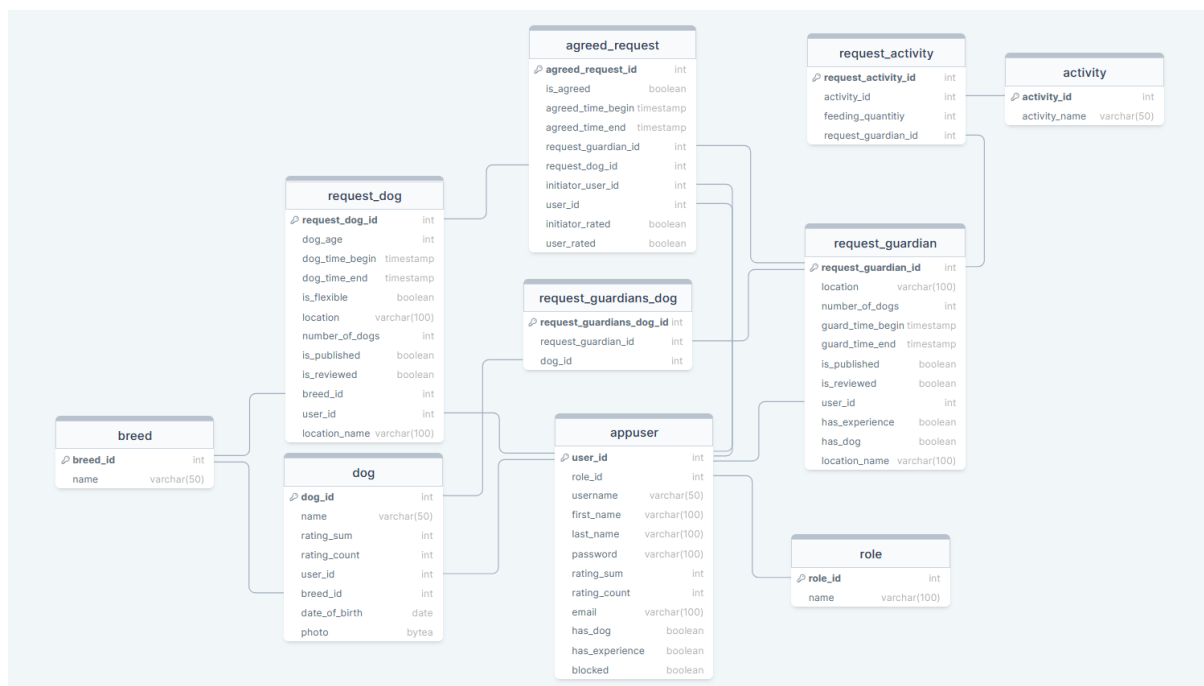 agreed_request
agreed_request_id int
is_agreed boolean
agreed_time_begin timestamp
agreed_time_end timestamp
request_guardian_id int
request_dog_id int
initiator_user_id int
user_id int
initiator_rated boolean
user_rated boolean
request_activity
request_activity_id int
activity_id int
feeding_quantitiy int
request_guardian_id int
activity
activity_id int
activity_name varchar(50)
request_dog
request_dog_id int
dog_age int
dog_time_begin timestamp
dog_time_end timestamp
is_flexible boolean
location varchar(100)
number_of_dogs int
is_published boolean
is_reviewed boolean
breed_id int
user_id int
location_name varchar(100)
request_guardians_dog
request_guardians_dog_id int
request_guardian_id int
dog_id int
request_guardian
request_guardian_id int
location varchar(100)
number_of_dogs int
guard_time_begin timestamp
guard_time_end timestamp
is_published boolean
is_reviewed boolean
user_id int
has_experience boolean
has_dog boolean
location_name varchar(100)
breed
breed_id int
name varchar(50)
dog
dog_id int
name varchar(50)
rating_sum int
rating_count int
user_id int
breed_id int
date_of_birth date
photo bytea
appuser
user_id int
role_id int
username varchar(50)
first_name varchar(100)
last_name varchar(100)
password varchar(100)
rating_sum int
rating_count int
email varchar(100)
has_dog boolean
has_experience boolean
blocked boolean
role
role_id int
name varchar(100)